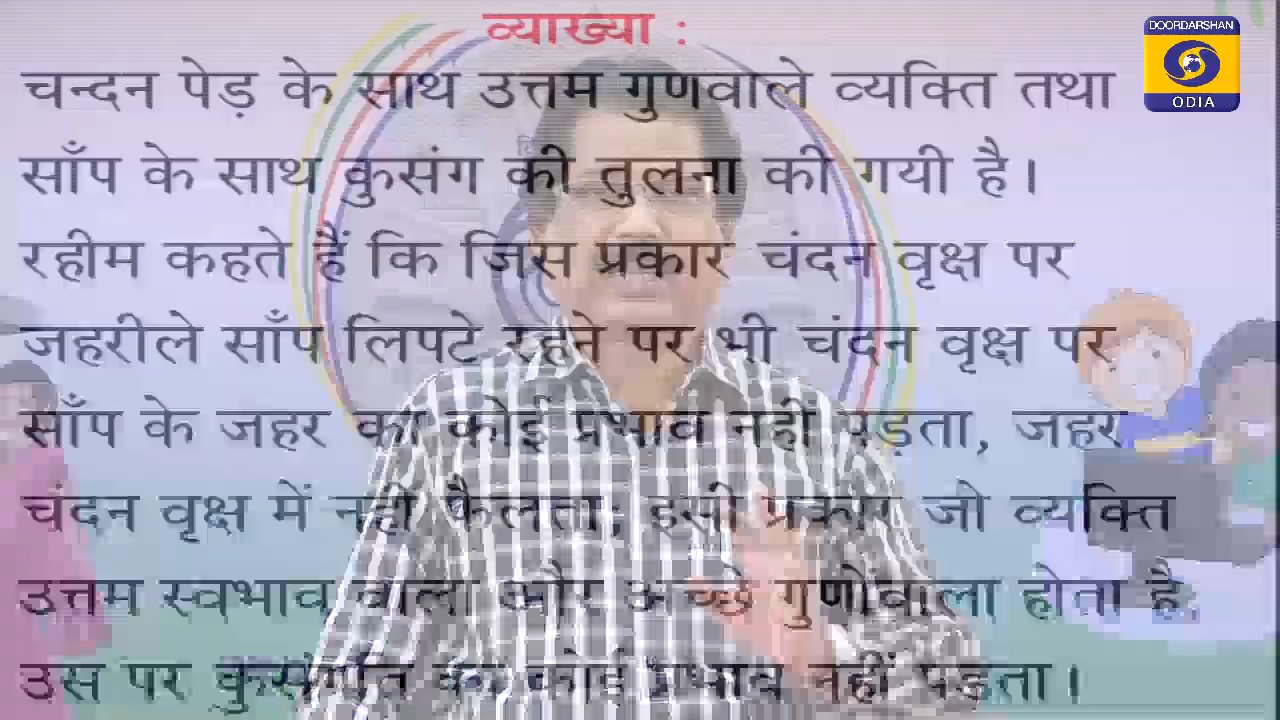 व्याख्या :
चन्दन पेड़ के साथ उत्तम गुणवाले व्यक्ति तथा
साँप के साथ कुसंग की तुलना की गयी है।
रहीम कहते हैं कि जिस प्रकार चंदन वृक्ष पर
जहरीले साँप लिपटे रहने पर भी चंदन वृक्ष पर
साँप के जहर का कोई प्रभाव नहीं पड़ता, जहर
चंदन वृक्ष में नहीं फैलता, इसी प्रकार जो व्यक्ति
उत्तम स्वभाव वाला और अच्छे गुणोंवाला होता है,
उस पर कुसंगति का कोई प्रभाव नहीं पड़ता।
DOORDARSHAN
ODIA